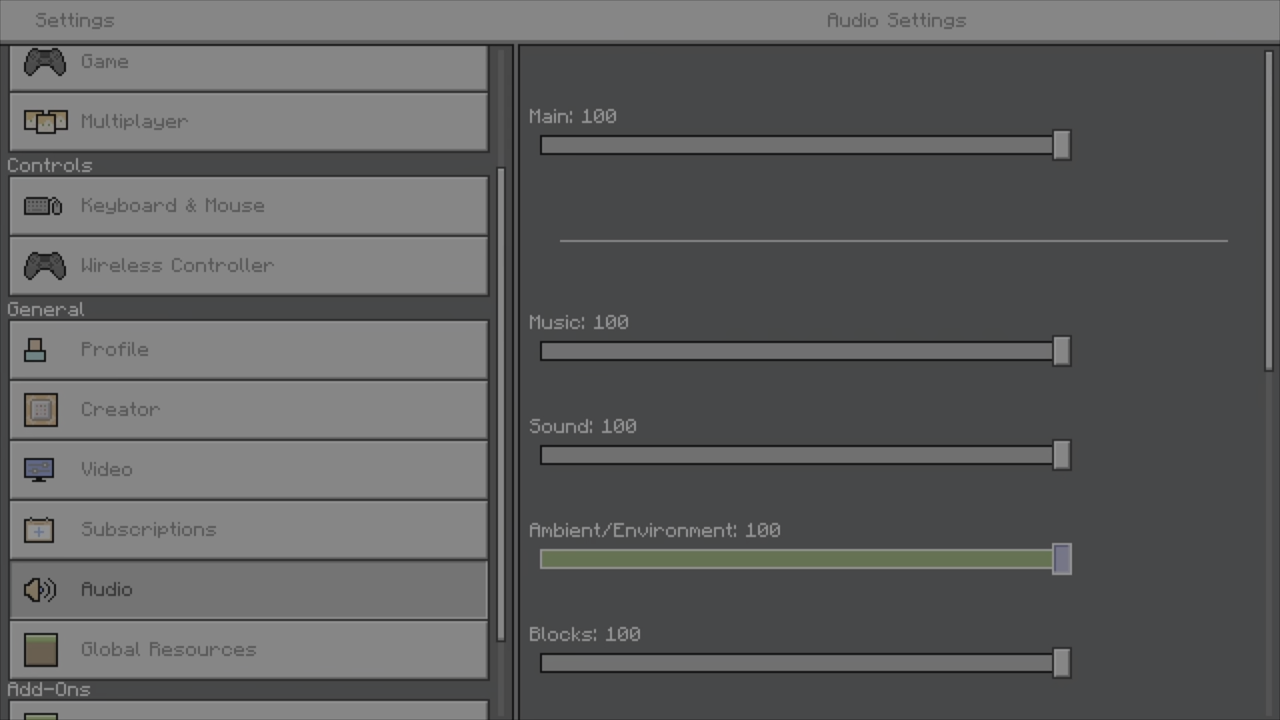 Settings
Audio Settings
Game
Multiplayer
Controls
Keyboard & Mouse
Wireless Controller
General
Profile
Creator
Video
Subscriptions
Audio
Global Resources
Add-Ons
Main: 100
Music: 100
Sound: 100
Ambient/Environment: 100
Blocks: 100